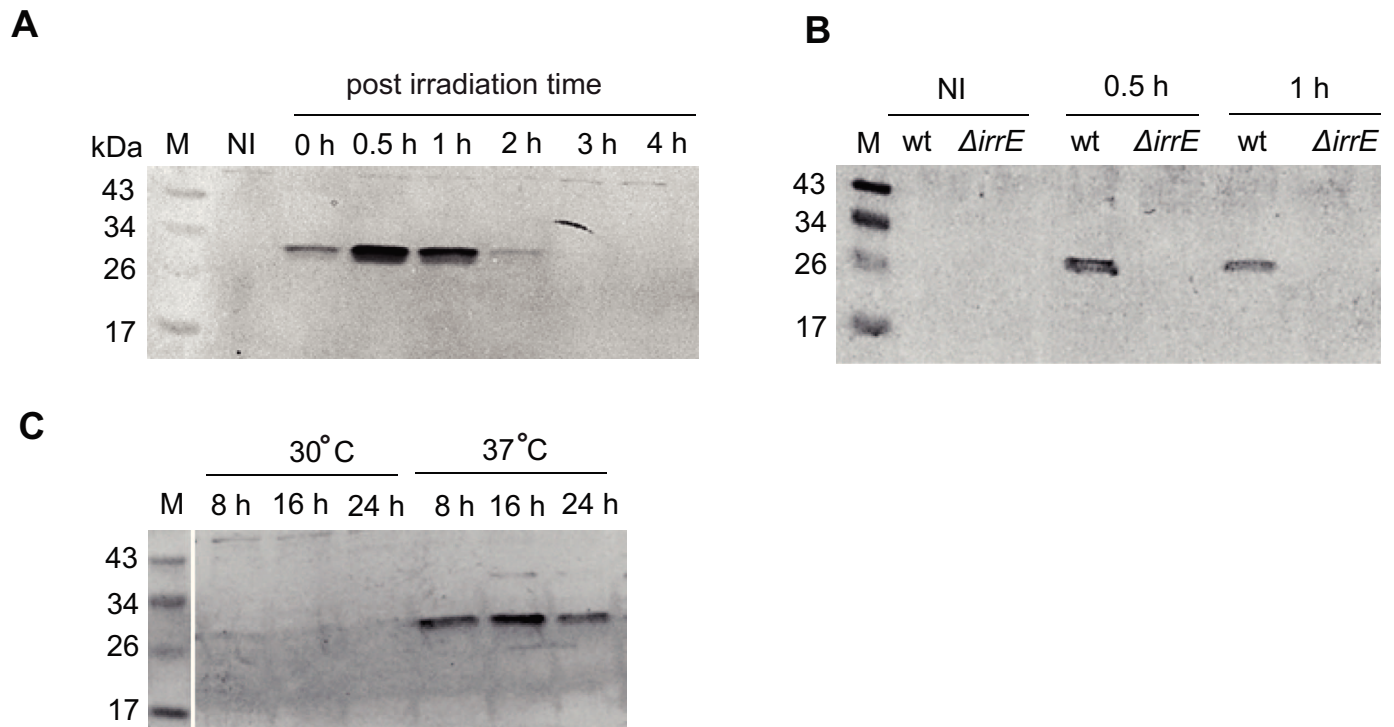 A
post irradiation time
kDa M NI 0 h 0.5 h 1 h 2 h 3 h 4 h
43
34
26
17
B
NI 0.5 h 1 h
M wt ΔirrE wt ΔirrE wt ΔirrE
43
34
26
17
C
30°C 37°C
M 8 h 16 h 24 h 8 h 16 h 24 h
43
34
26
17